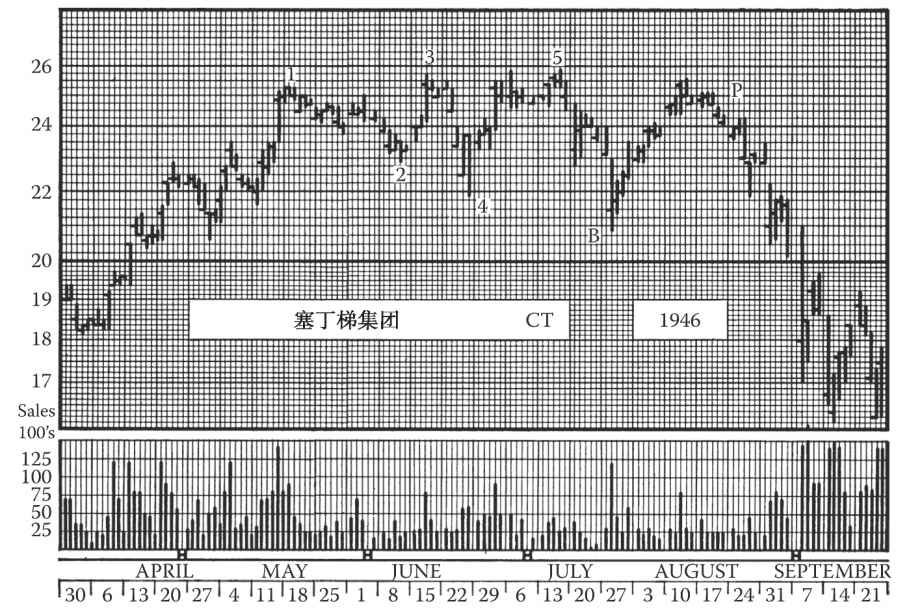 26
1
3
5
P
24
2
22
4
B
20
19
塞丁梯集团 CT 1946
18
17
Sales
100's
125
100
75
50
25
APRIL MAY JUNE JULY AUGUST SEPTEMBER
30 6 13 20 27 4 11 18 25 1 8 15 22 29 6 13 20 27 3 10 17 24 31 7 14 21